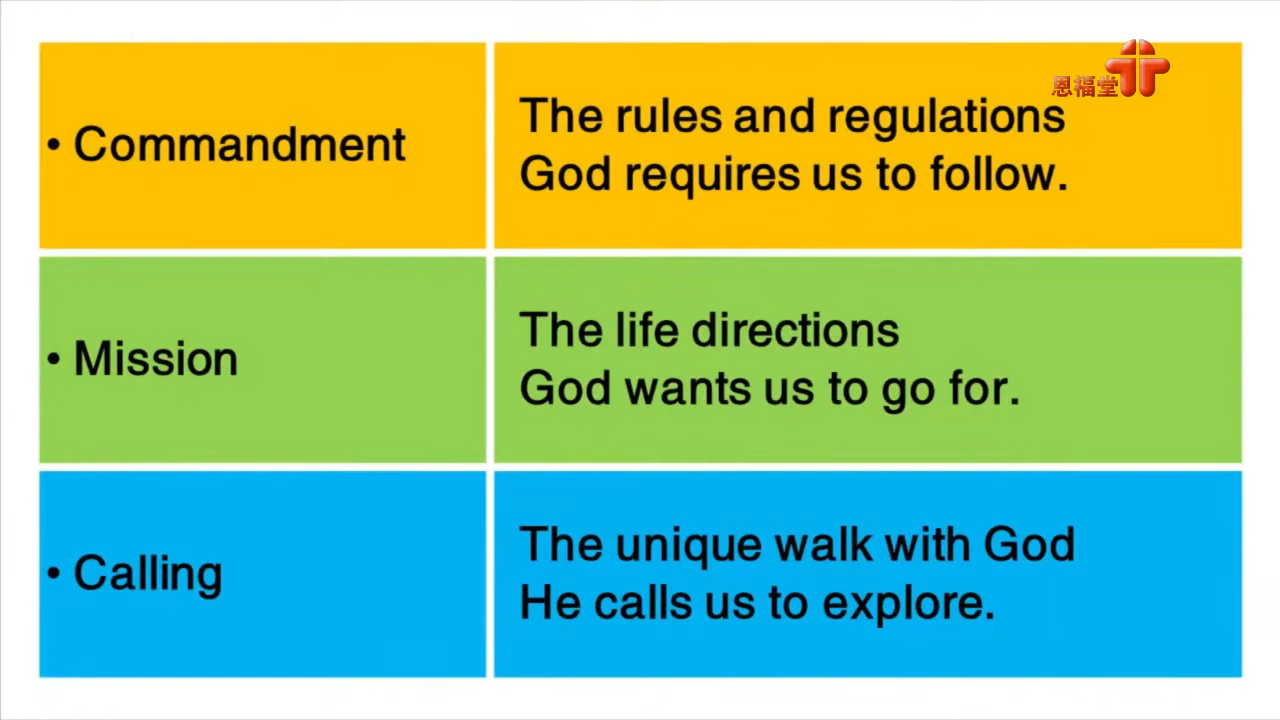 恩福堂
• Commandment
The rules and regulations
God requires us to follow.
• Mission
The life directions
God wants us to go for.
• Calling
The unique walk with God
He calls us to explore.